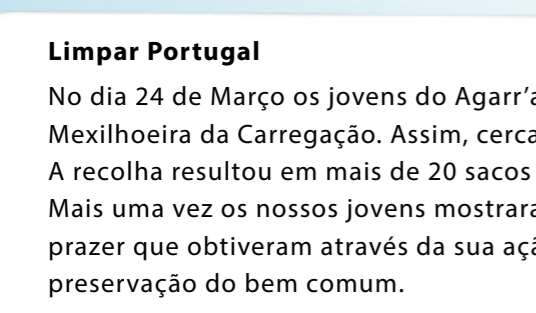 Limpar Portugal
No dia 24 de Março os jovens do Agarr’a
Mexilhoeira da Carregação. Assim, cerca
A recolha resultou em mais de 20 sacos
Mais uma vez os nossos jovens mostrara
prazer que obtiveram através da sua açã
preservação do bem comum.